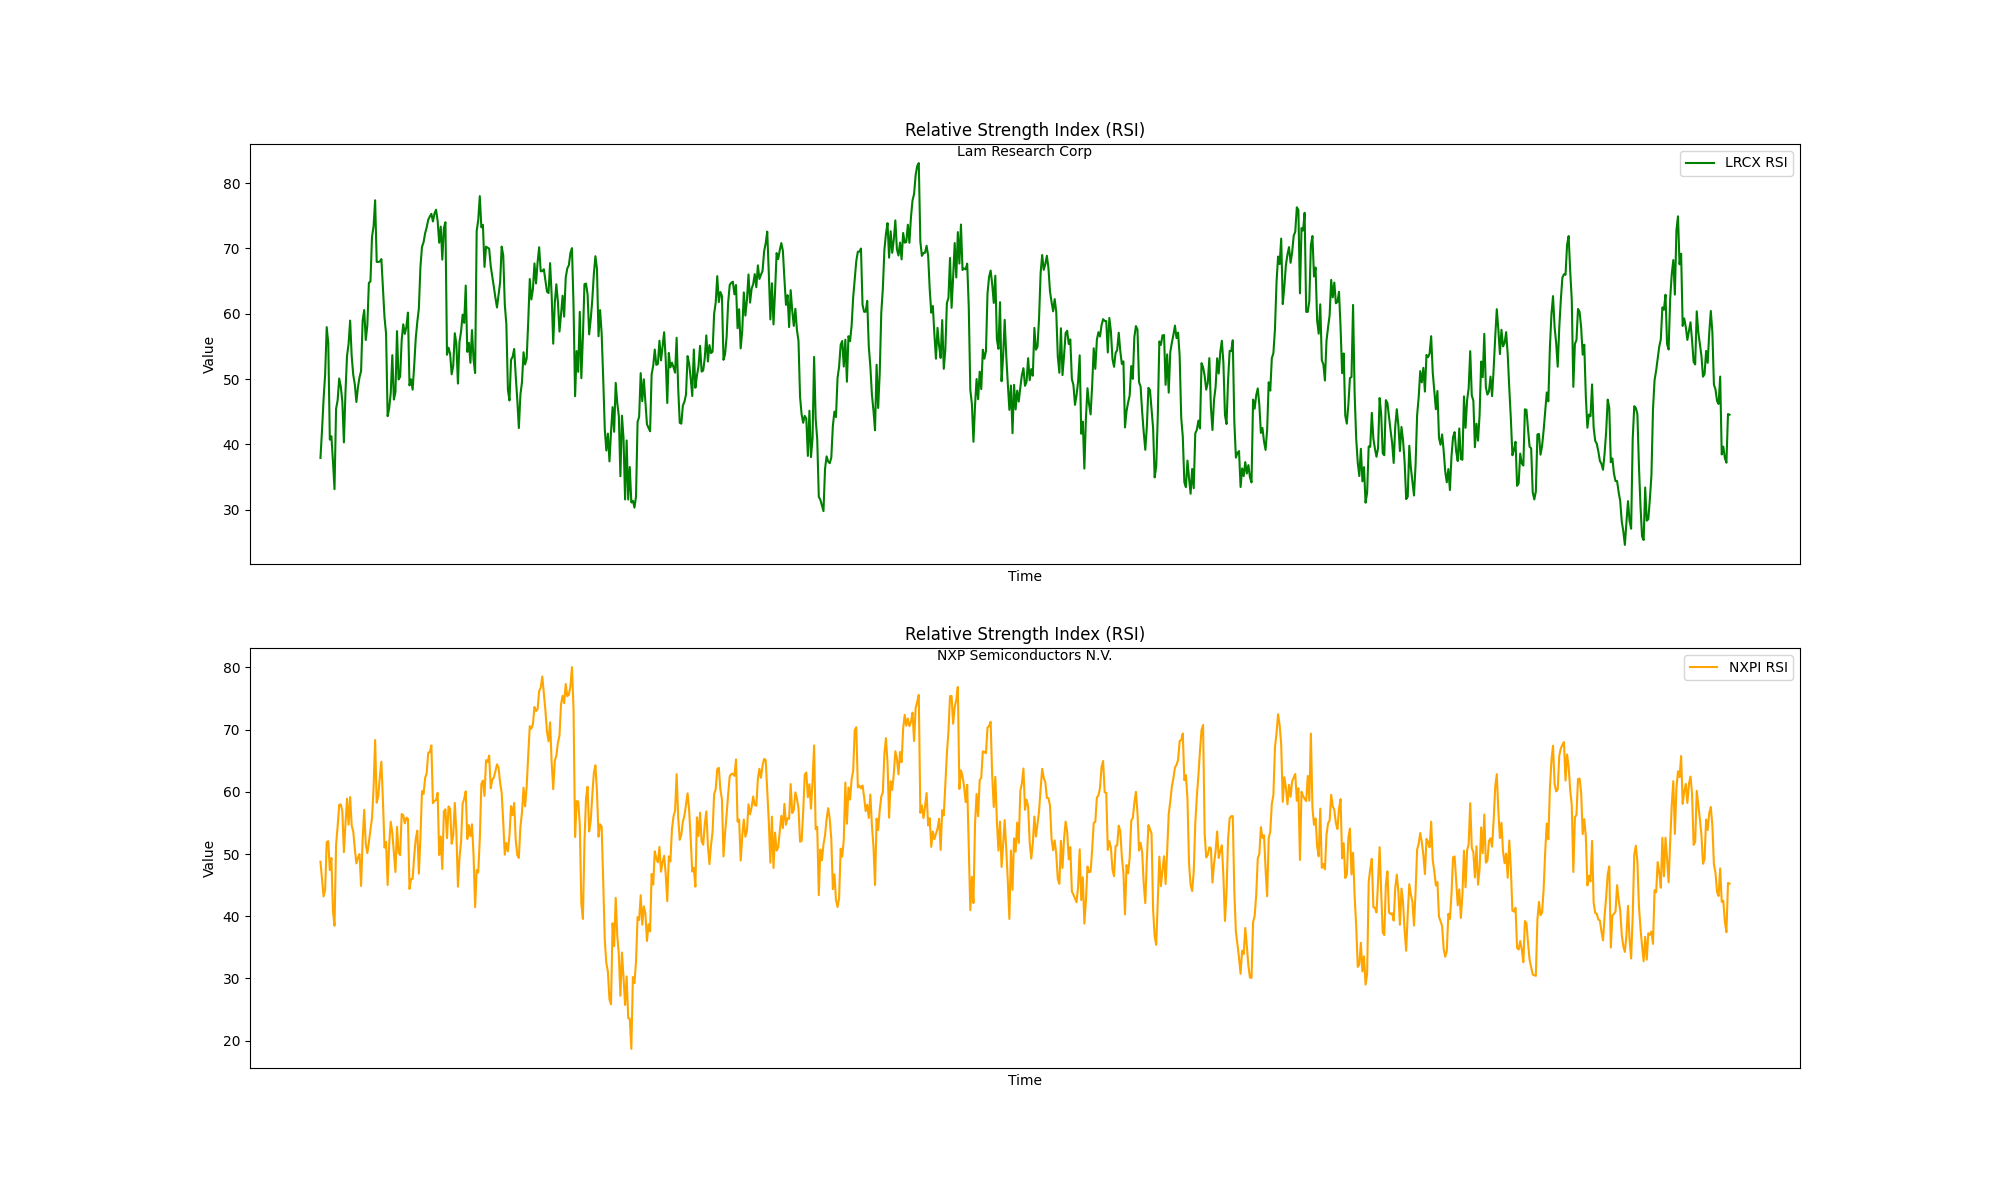 Relative Strength Index (RSI)
Lam Research Corp
LRCX RSI
80
70
60
50
40
30
Value
Time
Relative Strength Index (RSI)
NXP Semiconductors N.V.
NXPI RSI
80
70
60
50
40
30
20
Value
Time